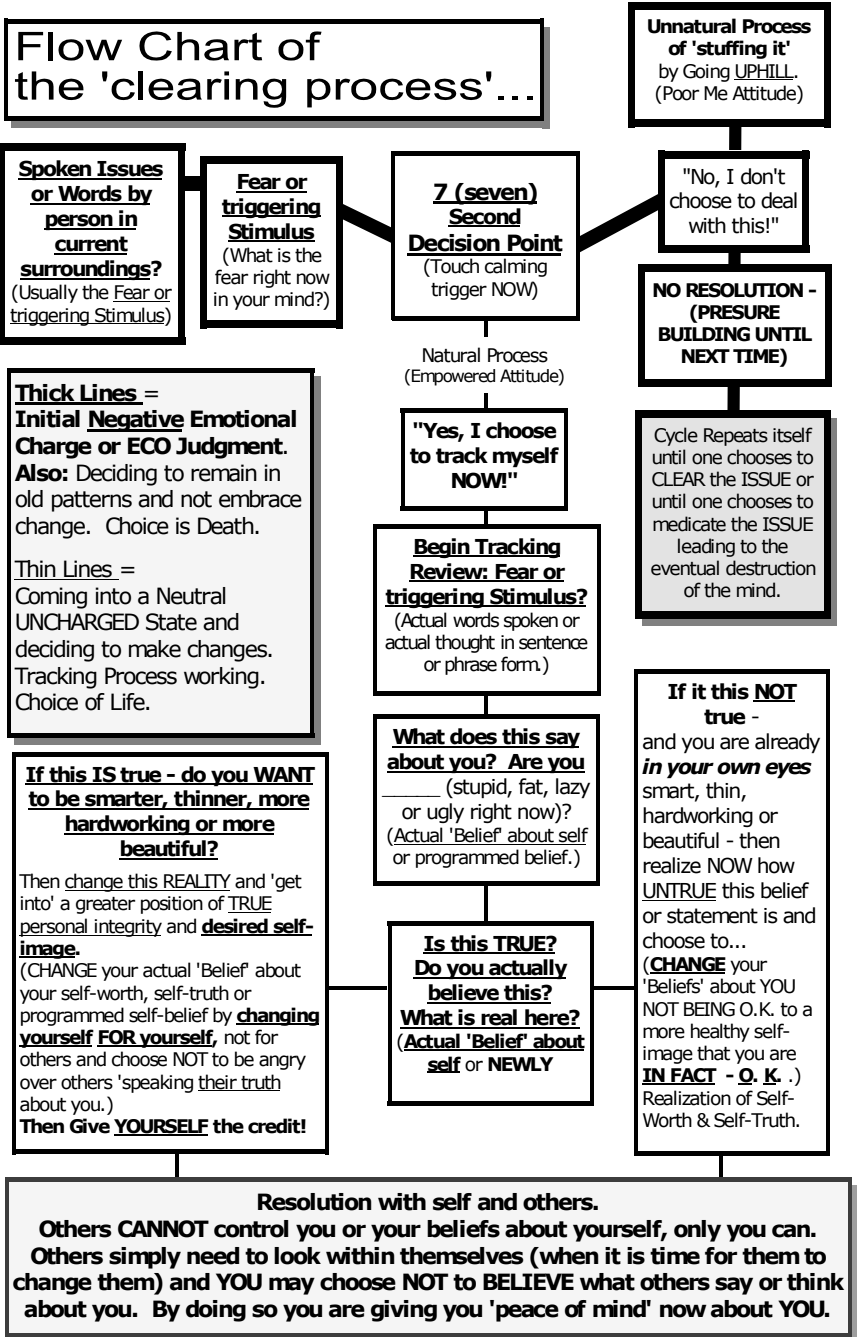 Flow Chart of
the 'clearing process'...
Unnatural Process
of 'stuffing it'
by Going UPHILL.
(Poor Me Attitude)
Spoken Issues
or Words by
person in
current
surroundings?
(Usually the Fear or
triggering Stimulus)
Fear or
triggering
Stimulus
(What is the
fear right now
in your mind?)
7 (seven)
Second
Decision Point
(Touch calming
trigger NOW)
"No, I don't
choose to deal
with this!"
NO RESOLUTION -
(PRESURE
BUILDING UNTIL
NEXT TIME)
Cycle Repeats itself
until one chooses to
CLEAR the ISSUE or
until one chooses to
medicate the ISSUE
leading to the
eventual destruction
of the mind.
Natural Process
(Empowered Attitude)
"Yes, I choose
to track myself
NOW!"
Thick Lines =
Initial Negative Emotional
Charge or ECO Judgment.
Also: Deciding to remain in
old patterns and not embrace
change. Choice is Death.
Thin Lines =
Coming into a Neutral
UNCHARGED State and
deciding to make changes.
Tracking Process working.
Choice of Life.
Begin Tracking
Review: Fear or
triggering Stimulus?
(Actual words spoken or
actual thought in sentence
or phrase form.)
What does this say
about you? Are you
______ (stupid, fat, lazy
or ugly right now)?
(Actual 'Belief' about self
or programmed belief.)
Is this TRUE?
Do you actually
believe this?
What is real here?
(Actual 'Belief' about
self or NEWLY
If this IS true - do you WANT
to be smarter, thinner, more
hardworking or more
beautiful?
Then change this REALITY and 'get
into' a greater position of TRUE
personal integrity and desired self-
image.
(CHANGE your actual 'Belief' about
your self-worth, self-truth or
programmed self-belief by changing
yourself FOR yourself, not for
others and choose NOT to be angry
over others 'speaking their truth
about you.)
Then Give YOURSELF the credit!
If it this NOT
true -
and you are already
in your own eyes
smart, thin,
hardworking or
beautiful - then
realize NOW how
UNTRUE this belief
or statement is and
choose to...
(CHANGE your
'Beliefs' about YOU
NOT BEING O.K. to a
more healthy self-
image that you are
IN FACT - O. K. .)
Realization of Self-
Worth & Self-Truth.
Resolution with self and others.
Others CANNOT control you or your beliefs about yourself, only you can.
Others simply need to look within themselves (when it is time for them to
change them) and YOU may choose NOT to BELIEVE what others say or think
about you. By doing so you are giving you 'peace of mind' now about YOU.